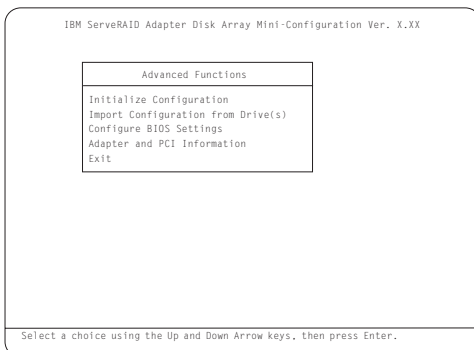 IBM ServeRAID Adapter Disk Array Mini-Configuration Ver. X.XX
Advanced Functions
Initialize Configuration
Import Configuration from Drive(s)
Configure BIOS Settings
Adapter and PCI Information
Exit
Select a choice using the Up and Down Arrow keys, then press Enter.